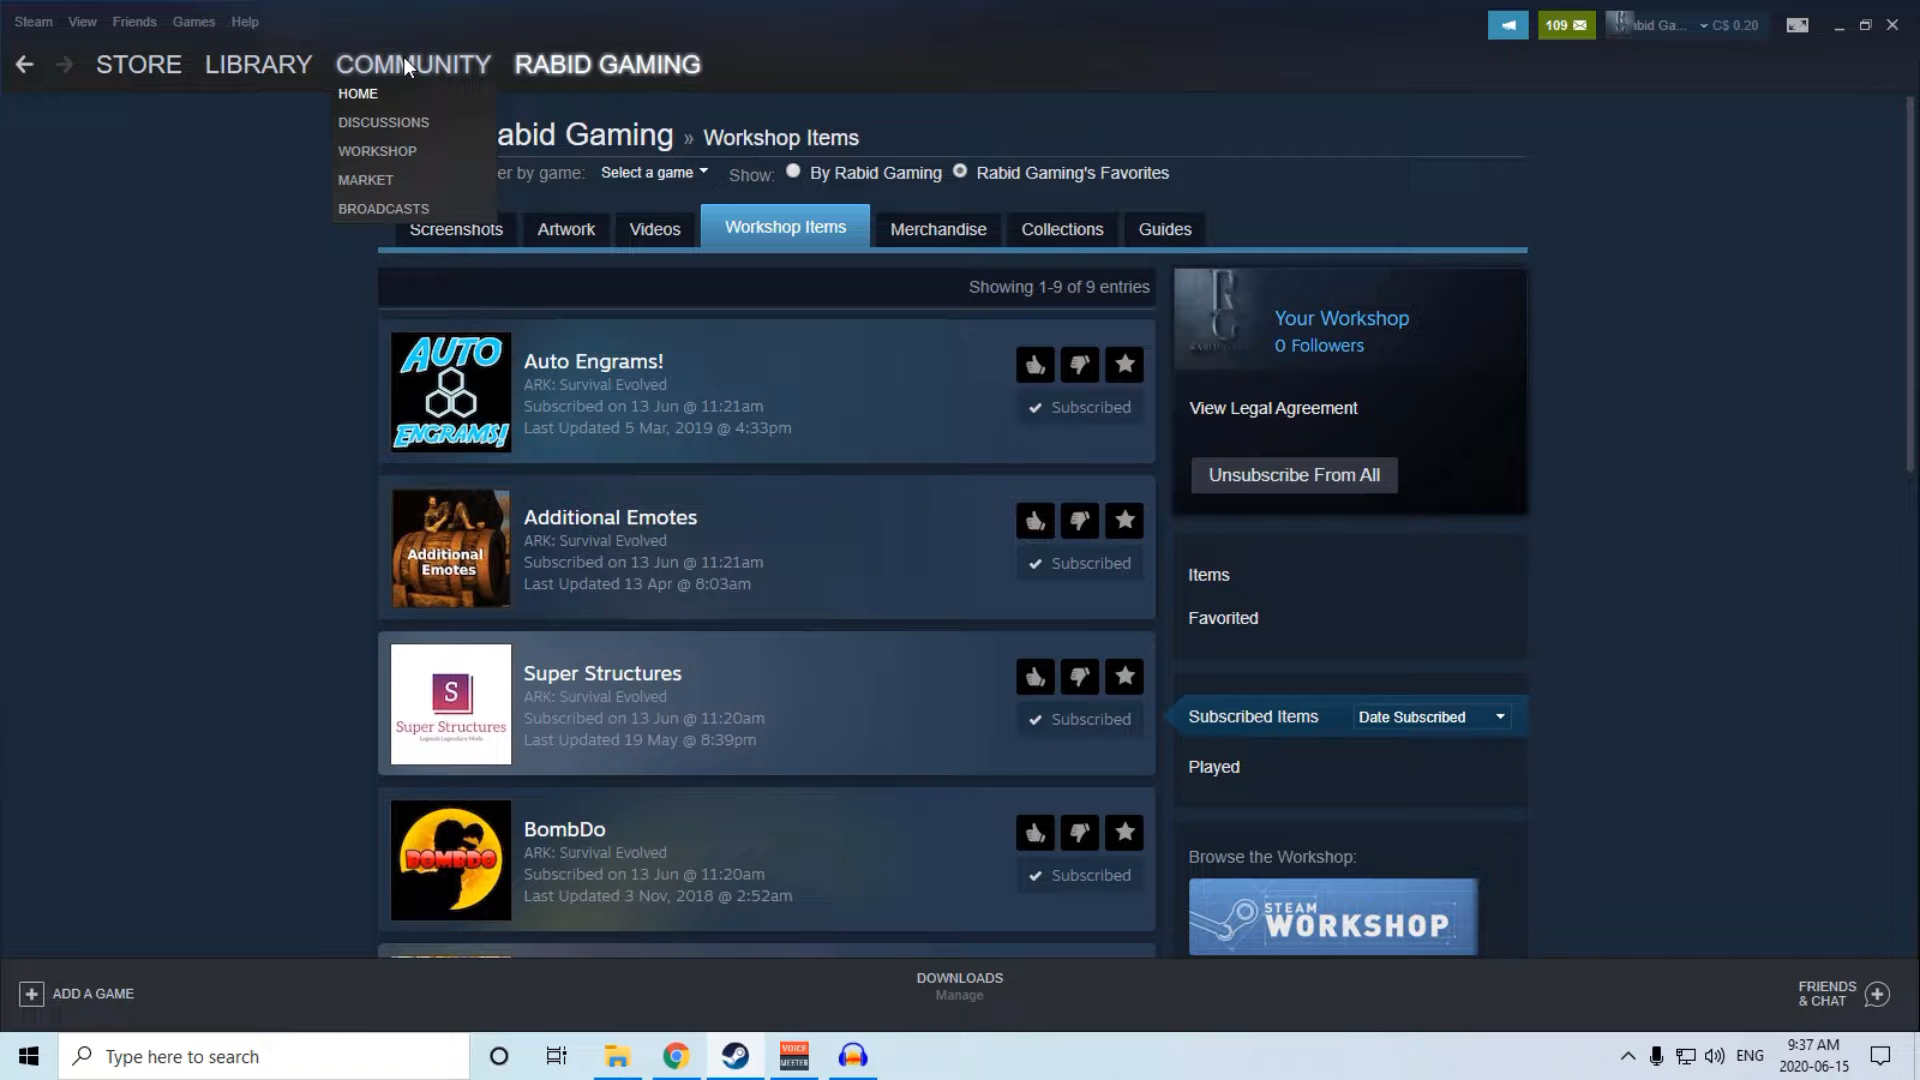 Steam View Friends Games Help
109
bid Ga... C$ 0.20
STORE LIBRARY COMMUNITY RABID GAMING
HOME
DISCUSSIONS
WORKSHOP
MARKET
BROADCASTS
abid Gaming » Workshop Items
er by game: Select a game Show: By Rabid Gaming Rabid Gaming's Favorites
Screenshots Artwork Videos Workshop Items Merchandise Collections Guides
Showing 1-9 of 9 entries
AUTO
ENGRAMS!
Auto Engrams!
ARK: Survival Evolved
Subscribed on 13 Jun @ 11:21am
Last Updated 5 Mar, 2019 @ 4:33pm
Subscribed
Additional
Emotes
Additional Emotes
ARK: Survival Evolved
Subscribed on 13 Jun @ 11:21am
Last Updated 13 Apr @ 8:03am
Subscribed
S
Super Structures
Super Structures
ARK: Survival Evolved
Subscribed on 13 Jun @ 11:20am
Last Updated 19 May @ 8:39pm
Subscribed
BOMBDO
BombDo
ARK: Survival Evolved
Subscribed on 13 Jun @ 11:20am
Last Updated 3 Nov, 2018 @ 2:52am
Subscribed
Your Workshop
0 Followers
View Legal Agreement
Unsubscribe From All
Items
Favorited
Subscribed Items Date Subscribed
Played
Browse the Workshop:
STEAM
WORKSHOP
ADD A GAME
DOWNLOADS
Manage
FRIENDS
& CHAT
Type here to search
VOICE
MEETER
ENG
9:37 AM
2020-06-15